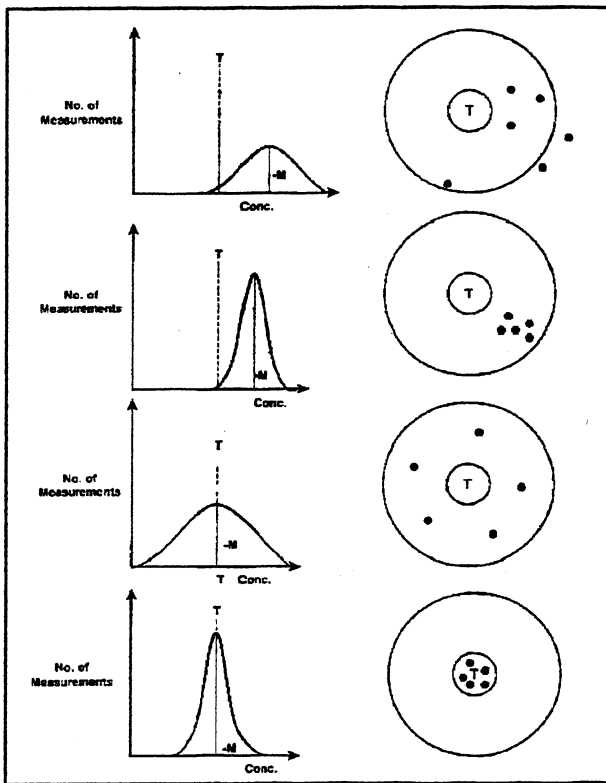 T
No. of
Measurements
-M
Conc.
T
T
No. of
Measurements
-M
Conc.
T
T
No. of
Measurements
-M
T Conc.
T
T
No. of
Measurements
-M
Conc.
T